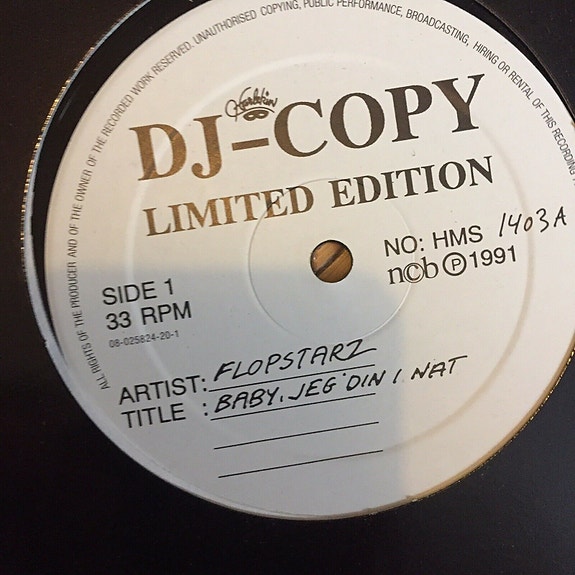 ALL RIGHTS OF THE PRODUCER AND OF THE OWNER OF THE RECORDED WORK RESERVED. UNAUTHORISED COPYING, PUBLIC PERFORMANCE, BROADCASTING, HIRING OR RENTAL OF THIS RECORDING
Harlekin
DJ-COPY
LIMITED EDITION
NO: HMS 1403A
n©b ℗ 1991
SIDE 1
33 RPM
08-025824-20-1
ARTIST: FLOPSTARZ
TITLE : BABY, JEG' DIN I NAT